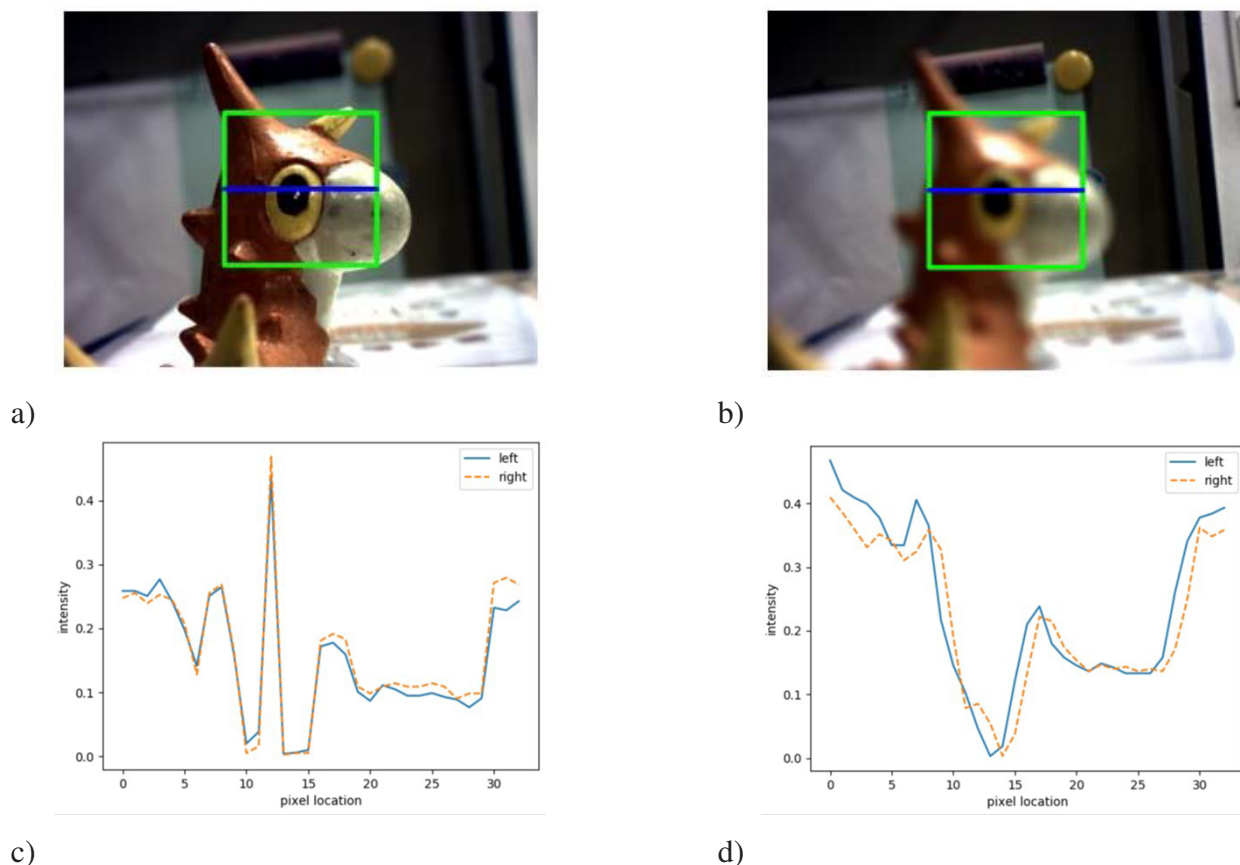 a)
b)
left
right
0.4
0.3
0.2
0.1
0.0
intensity
0 5 10 15 20 25 30
pixel location
left
right
0.4
0.3
0.2
0.1
0.0
intensity
0 5 10 15 20 25 30
pixel location
c)
d)